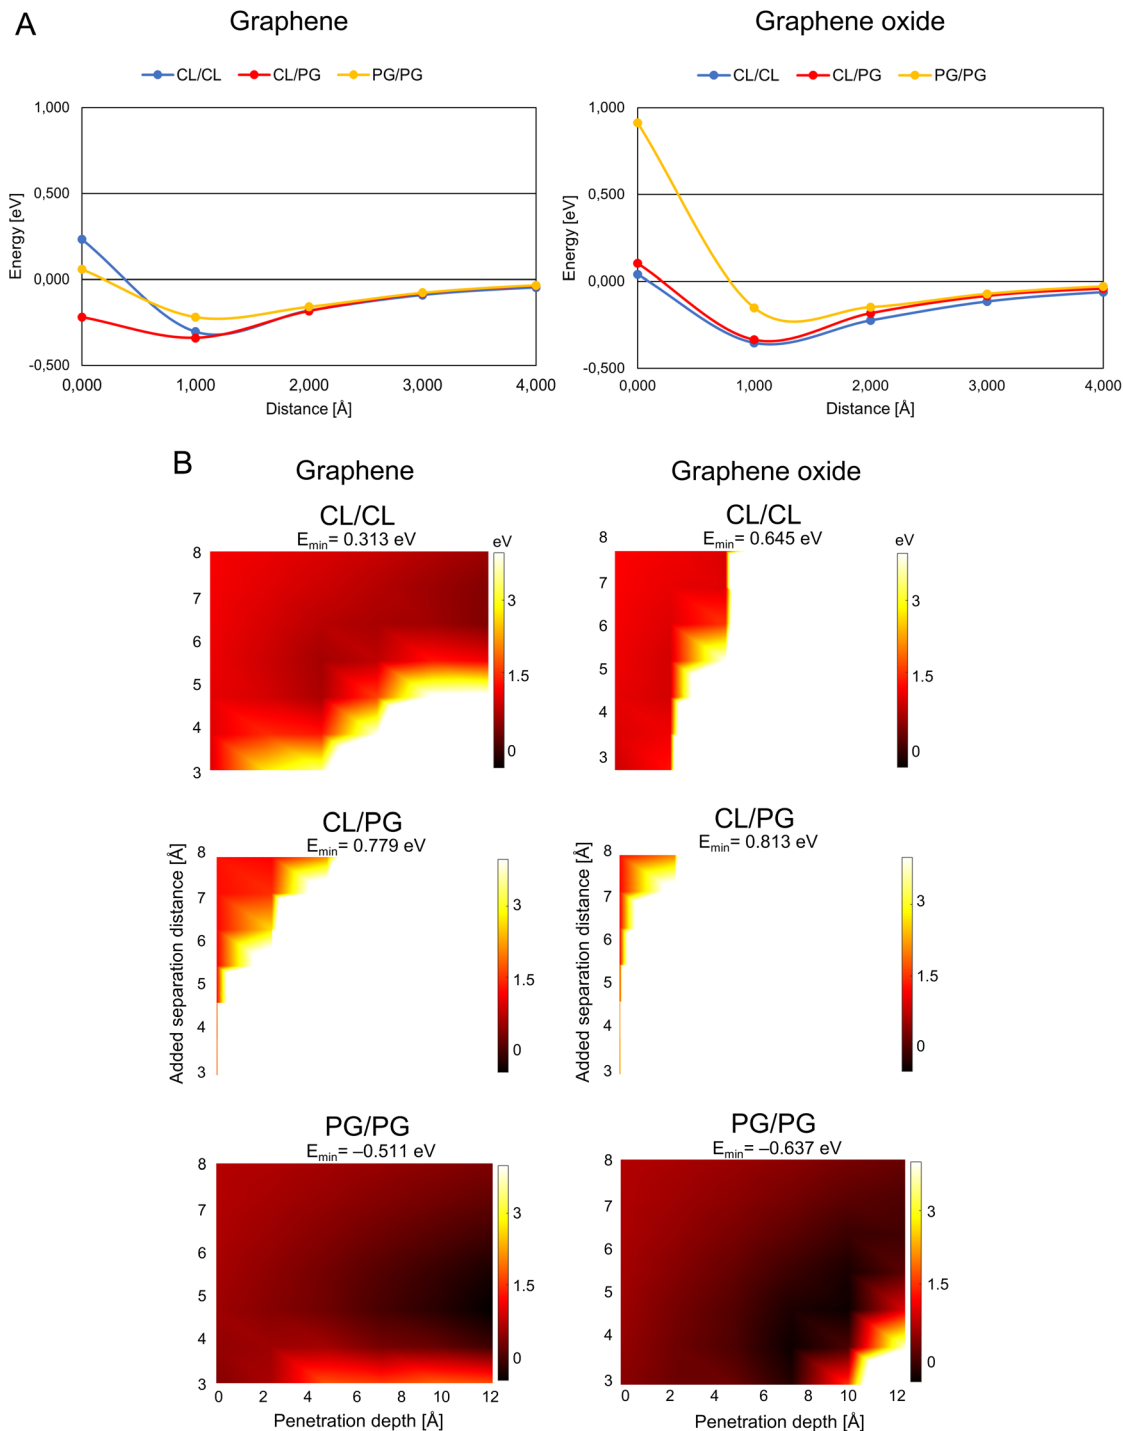 A
Graphene
Graphene oxide
CL/CL CL/PG PG/PG
CL/CL CL/PG PG/PG
1,000
0,500
0,000
-0,500
Energy [eV]
0,000 1,000 2,000 3,000 4,000
Distance [Å]
1,000
0,500
0,000
-0,500
Energy [eV]
0,000 1,000 2,000 3,000 4,000
Distance [Å]
B
Graphene
Graphene oxide
CL/CL
Emin= 0.313 eV
eV
8
7
6
5
4
3
3
1.5
0
CL/CL
Emin= 0.645 eV
eV
8
7
6
5
4
3
3
1.5
0
CL/PG
Emin= 0.779 eV
Added separation distance [Å]
8
7
6
5
4
3
3
1.5
0
CL/PG
Emin= 0.813 eV
Added separation distance [Å]
8
7
6
5
4
3
3
1.5
0
PG/PG
Emin= –0.511 eV
8
7
6
5
4
3
0 2 4 6 8 10 12
Penetration depth [Å]
3
1.5
0
PG/PG
Emin= –0.637 eV
8
7
6
5
4
3
0 2 4 6 8 10 12
Penetration depth [Å]
3
1.5
0